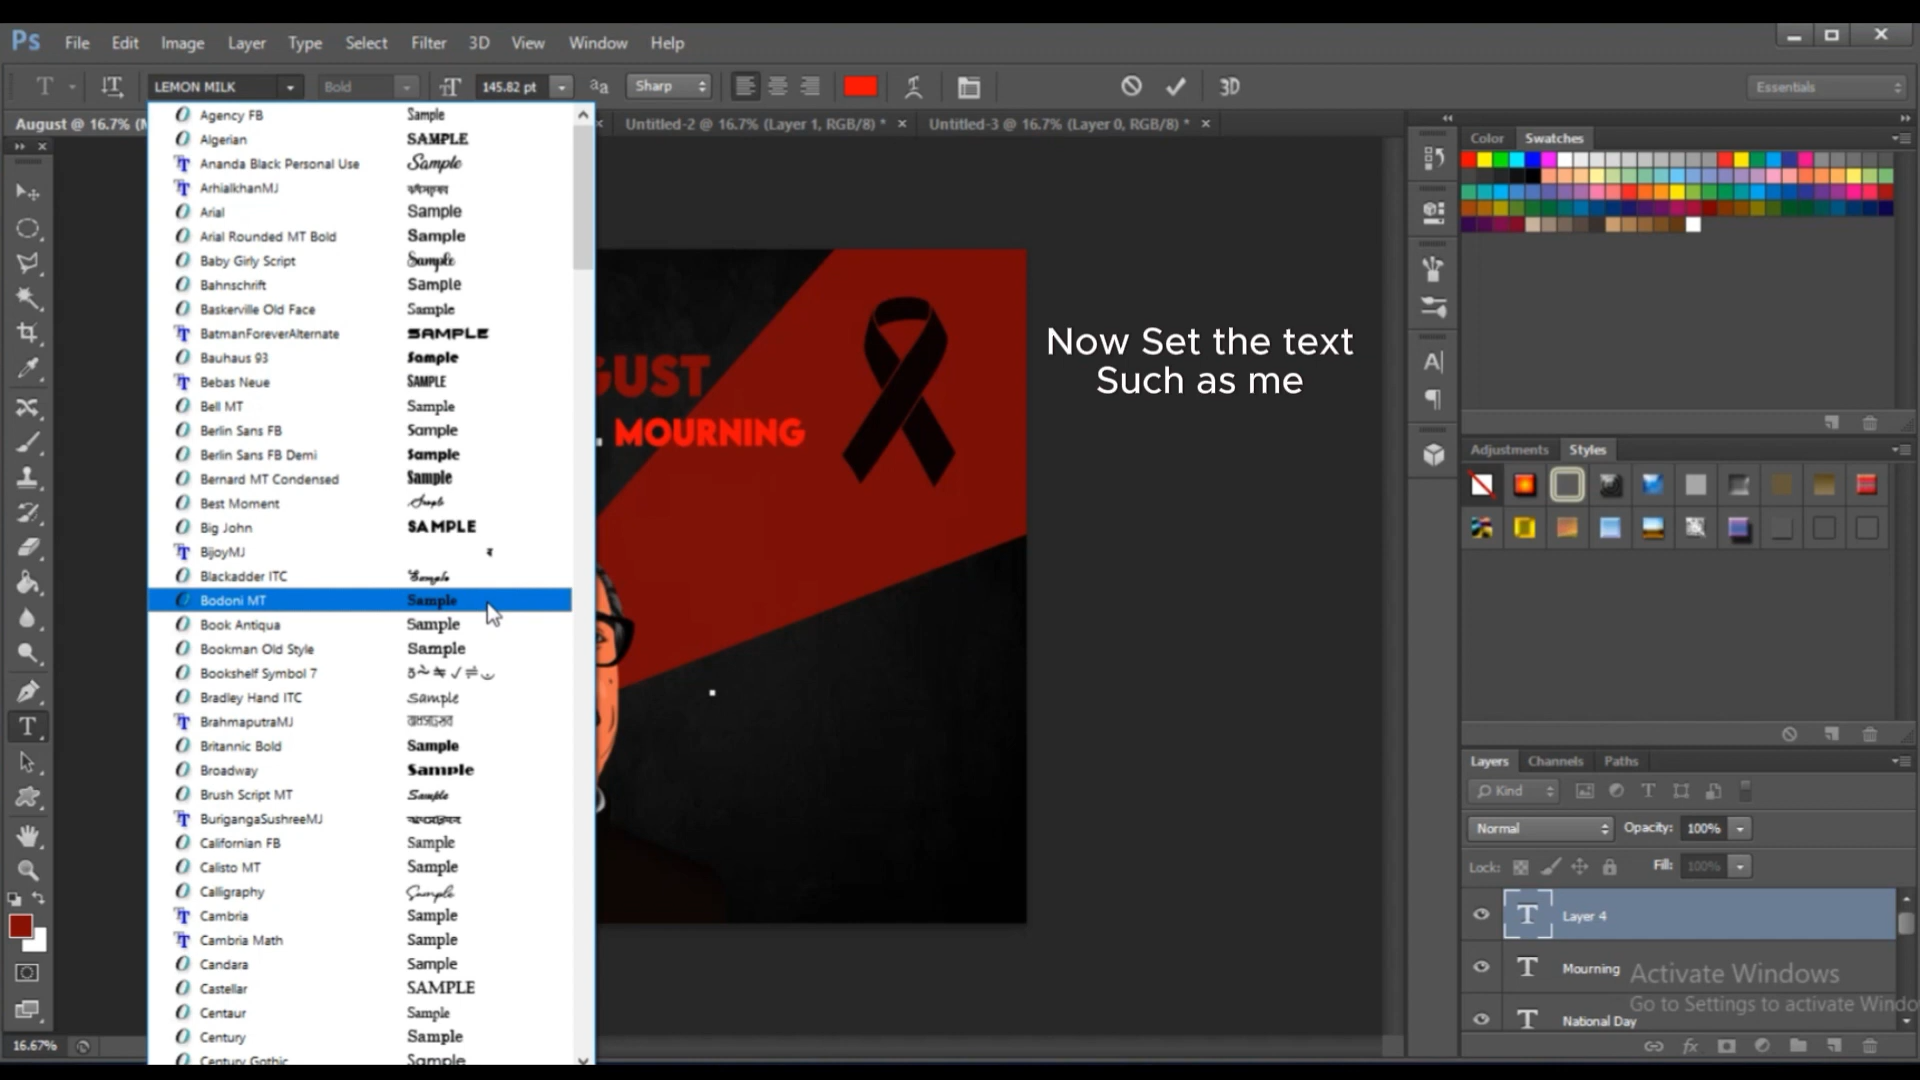 Ps File Edit Image Layer Type Select Filter 3D View Window Help
LEMON MILK Bold 145.82 pt aa Sharp 3D Essentials
August @ 16.7% (
Untitled-2 @ 16.7% (Layer 1, RGB/8) *
Untitled-3 @ 16.7% (Layer 0, RGB/8) *
Agency FB Sample
Algerian SAMPLE
Ananda Black Personal Use Sample
ArhialkhanMJ
Arial Sample
Arial Rounded MT Bold Sample
Baby Girly Script Sample
Bahnschrift Sample
Baskerville Old Face Sample
BatmanForeverAlternate SAMPLE
Bauhaus 93 Sample
Bebas Neue SAMPLE
Bell MT Sample
Berlin Sans FB Sample
Berlin Sans FB Demi Sample
Bernard MT Condensed Sample
Best Moment Sample
Big John SAMPLE
BijoyMJ
Blackadder ITC Sample
Bodoni MT Sample
Book Antiqua Sample
Bookman Old Style Sample
Bookshelf Symbol 7
Bradley Hand ITC Sample
BrahmaputraMJ
Britannic Bold Sample
Broadway Sample
Brush Script MT Sample
BurigangaSushreeMJ
Californian FB Sample
Calisto MT Sample
Calligraphy Sample
Cambria Sample
Cambria Math Sample
Candara Sample
Castellar SAMPLE
Centaur Sample
Century Sample
Century Gothic Sample
GUST
. MOURNING
Now Set the text
Such as me
Color Swatches
Adjustments Styles
Layers Channels Paths
Kind
Normal Opacity: 100%
Lock: Fill: 100%
Layer 4
Mourning
National Day
Activate Windows
Go to Settings to activate Windo
16.67%